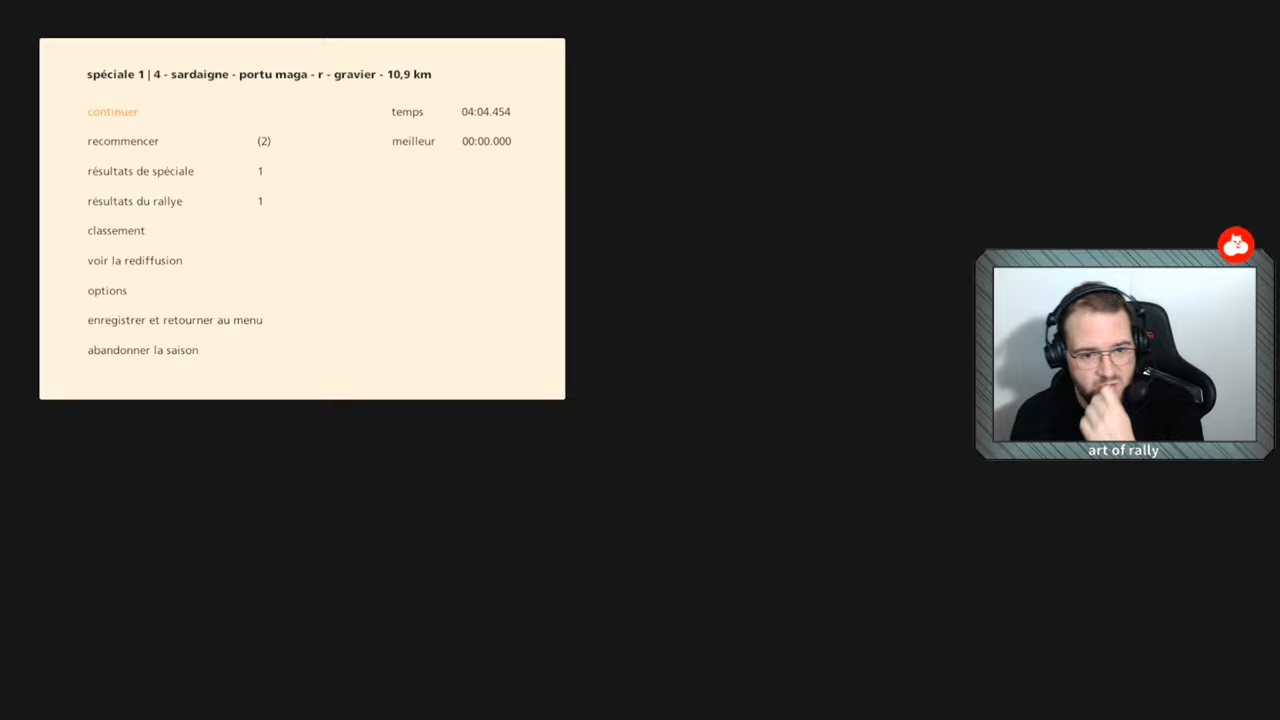 spéciale 1 | 4 - sardaigne - portu maga - r - gravier - 10,9 km
continuer
temps 04:04.454
recommencer (2)
meilleur 00:00.000
résultats de spéciale 1
résultats du rallye 1
classement
voir la rediffusion
options
enregistrer et retourner au menu
abandonner la saison
art of rally